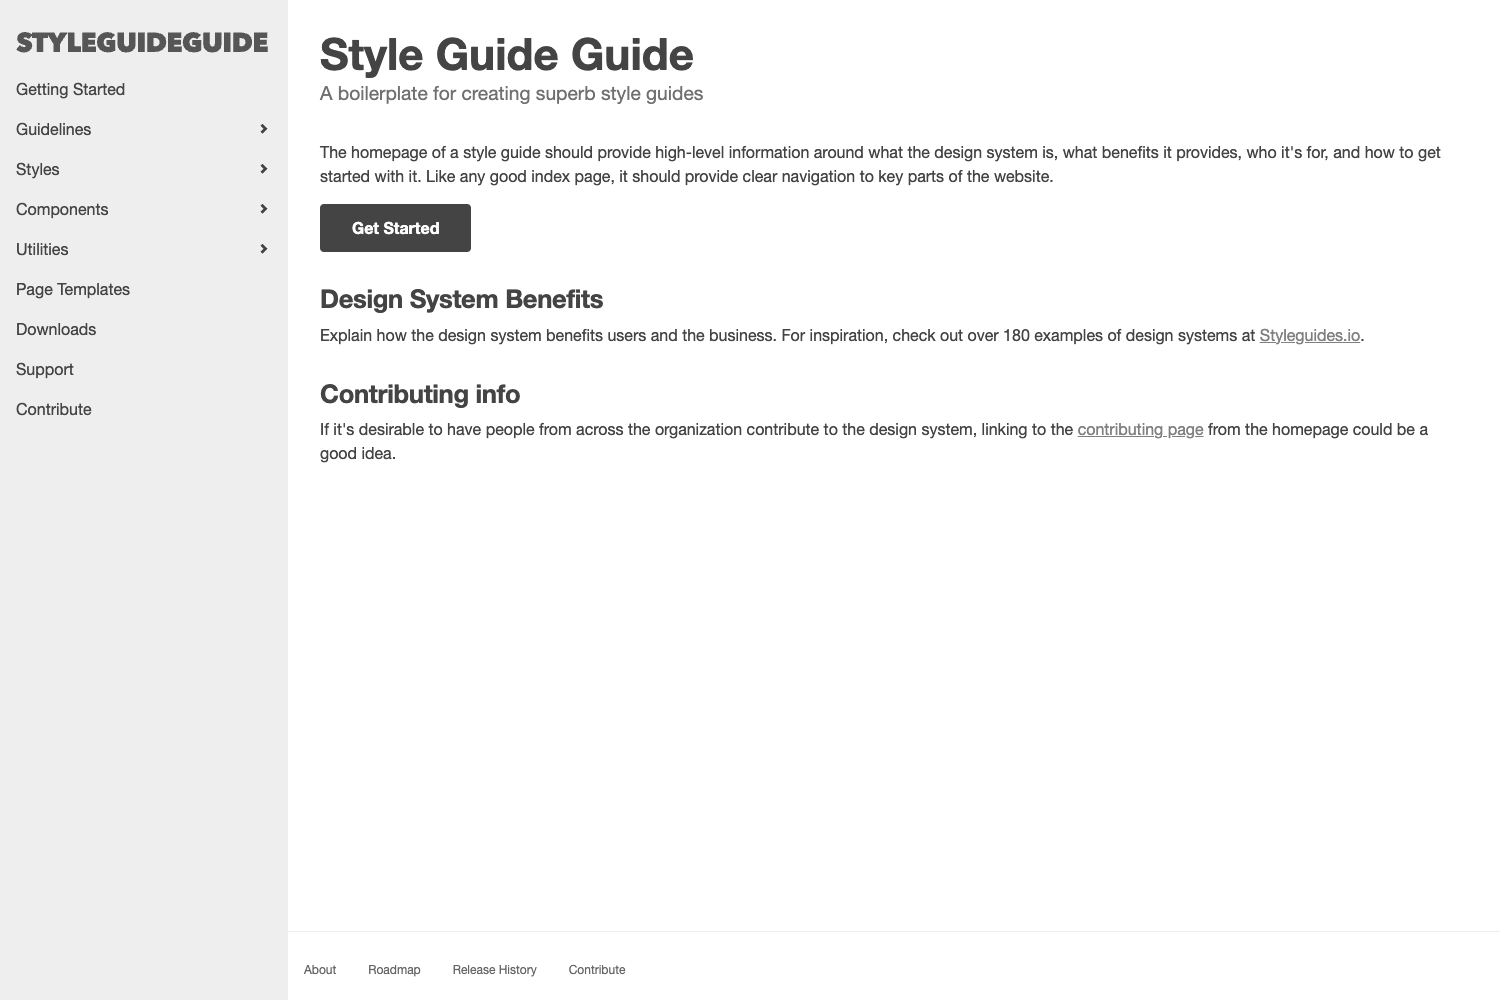 STYLEGUIDEGUIDE
Getting Started
Guidelines
Styles
Components
Utilities
Page Templates
Downloads
Support
Contribute
Style Guide Guide
A boilerplate for creating superb style guides
The homepage of a style guide should provide high-level information around what the design system is, what benefits it provides, who it's for, and how to get
started with it. Like any good index page, it should provide clear navigation to key parts of the website.
Get Started
Design System Benefits
Explain how the design system benefits users and the business. For inspiration, check out over 180 examples of design systems at Styleguides.io.
Contributing info
If it's desirable to have people from across the organization contribute to the design system, linking to the contributing page from the homepage could be a
good idea.
About
Roadmap
Release History
Contribute